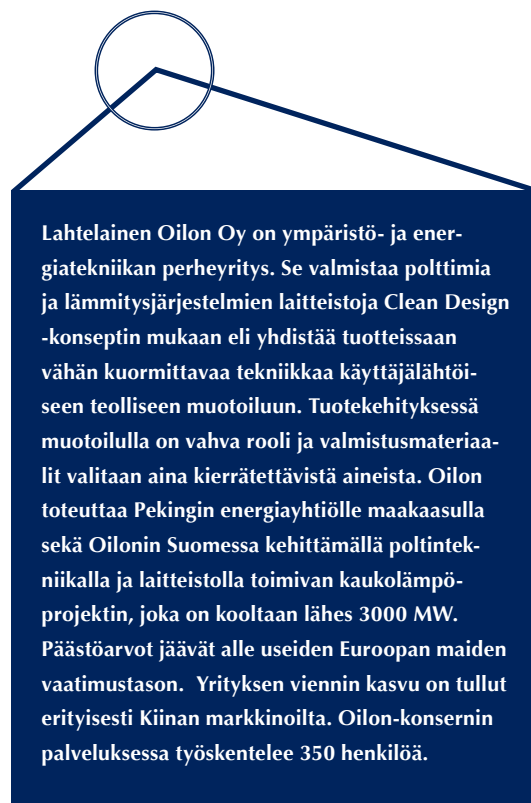 Lahtelainen Oilon Oy on ympäristö- ja ener-
giatekniikan perheyritys. Se valmistaa polttimia
ja lämmitysjärjestelmien laitteistoja Clean Design
-konseptin mukaan eli yhdistää tuotteissaan
vähän kuormittavaa tekniikkaa käyttäjälähtöi-
seen teolliseen muotoiluun. Tuotekehityksessä
muotoilulla on vahva rooli ja valmistusmateriaa-
lit valitaan aina kierrätettävistä aineista. Oilon
toteuttaa Pekingin energiayhtiölle maakaasulla
sekä Oilonin Suomessa kehittämällä poltintek-
niikalla ja laitteistolla toimivan kaukolämpö-
projektin, joka on kooltaan lähes 3000 MW.
Päästöarvot jäävät alle useiden Euroopan maiden
vaatimustason.  Yrityksen viennin kasvu on tullut
erityisesti Kiinan markkinoilta. Oilon-konsernin
palveluksessa työskentelee 350 henkilöä.